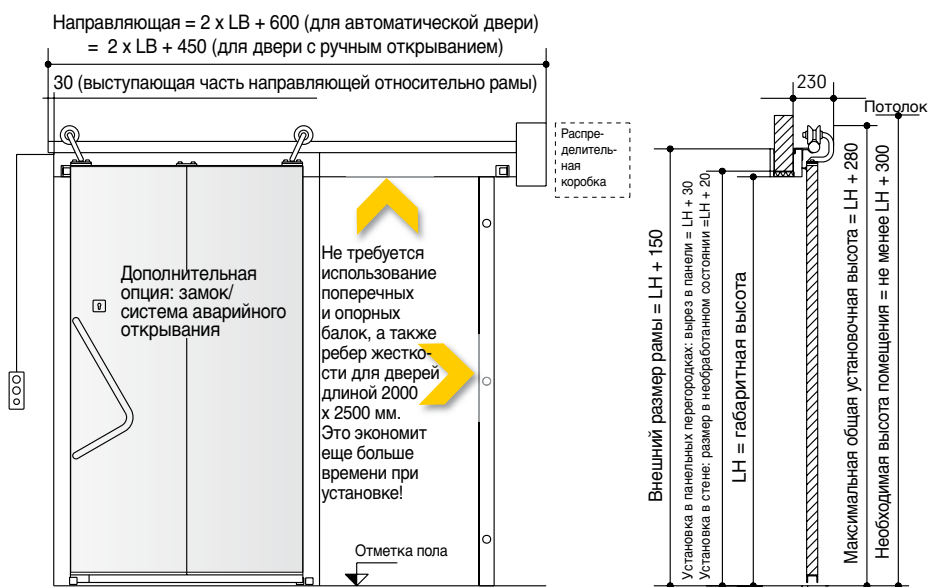 Направляющая = 2 x LB + 600 (для автоматической двери)
= 2 x LB + 450 (для двери с ручным открыванием)
30 (выступающая часть направляющей относительно рамы)
Распре-
делитель-
ная
коробка
Дополнительная
опция: замок/
система аварийного
открывания
Не требуется
использование
поперечных
и опорных
балок, а также
ребер жестко-
сти для дверей
длиной 2000
x 2500 мм.
Это экономит
еще больше
времени при
установке!
Отметка пола
230
Потолок
Внешний размер рамы = LH + 150
Установка в панельных перегородках: вырез в панели = LH + 30
Установка в стене: размер в необработанном состоянии =LH + 20
LH = габаритная высота
Максимальная общая установочная высота = LH + 280
Необходимая высота помещения = не менее LH + 300